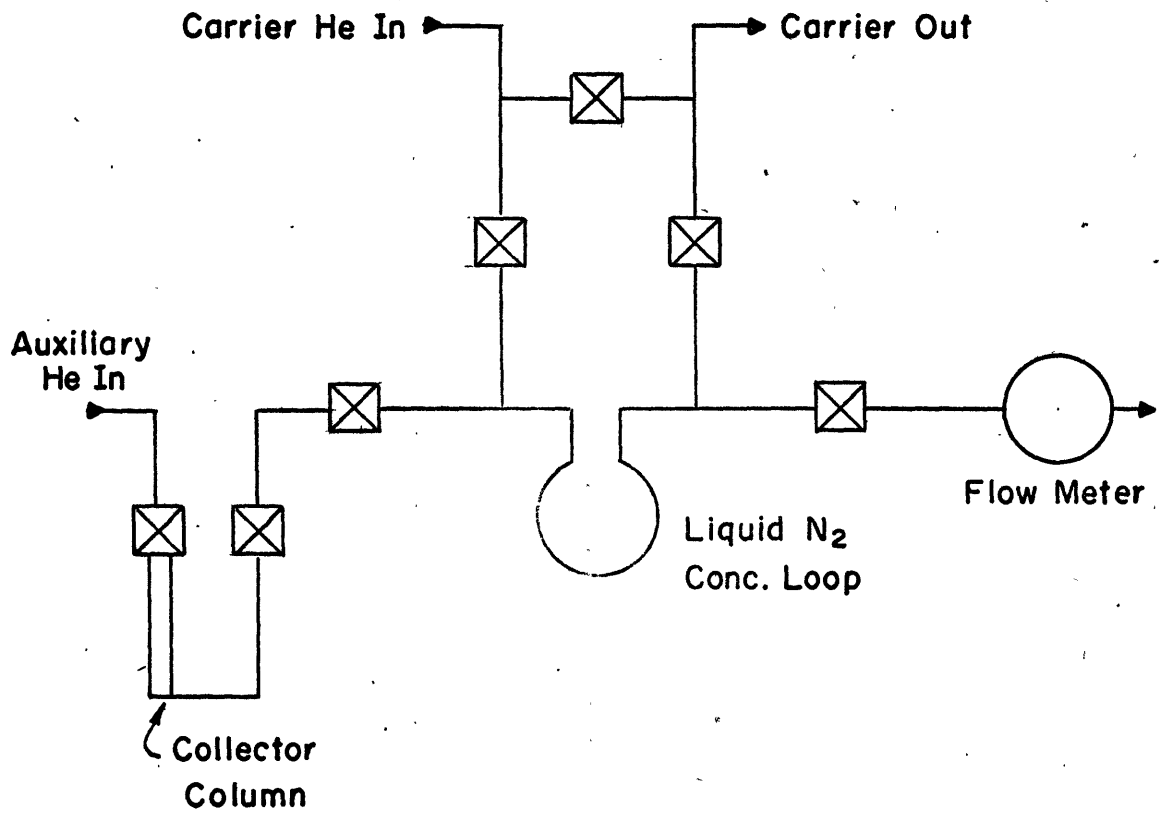 Carrier He In
Carrier Out
Auxiliary
He In
Flow Meter
Liquid N₂
Conc. Loop
Collector
Column